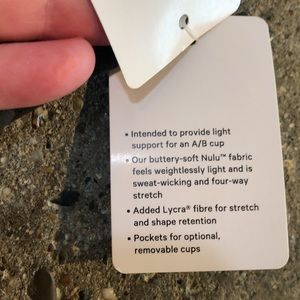 • Intended to provide light
support for an A/B cup
• Our buttery-soft Nulu™ fabric
feels weightlessly light and is
sweat-wicking and four-way
stretch
• Added Lycra® fibre for stretch
and shape retention
• Pockets for optional,
removable cups